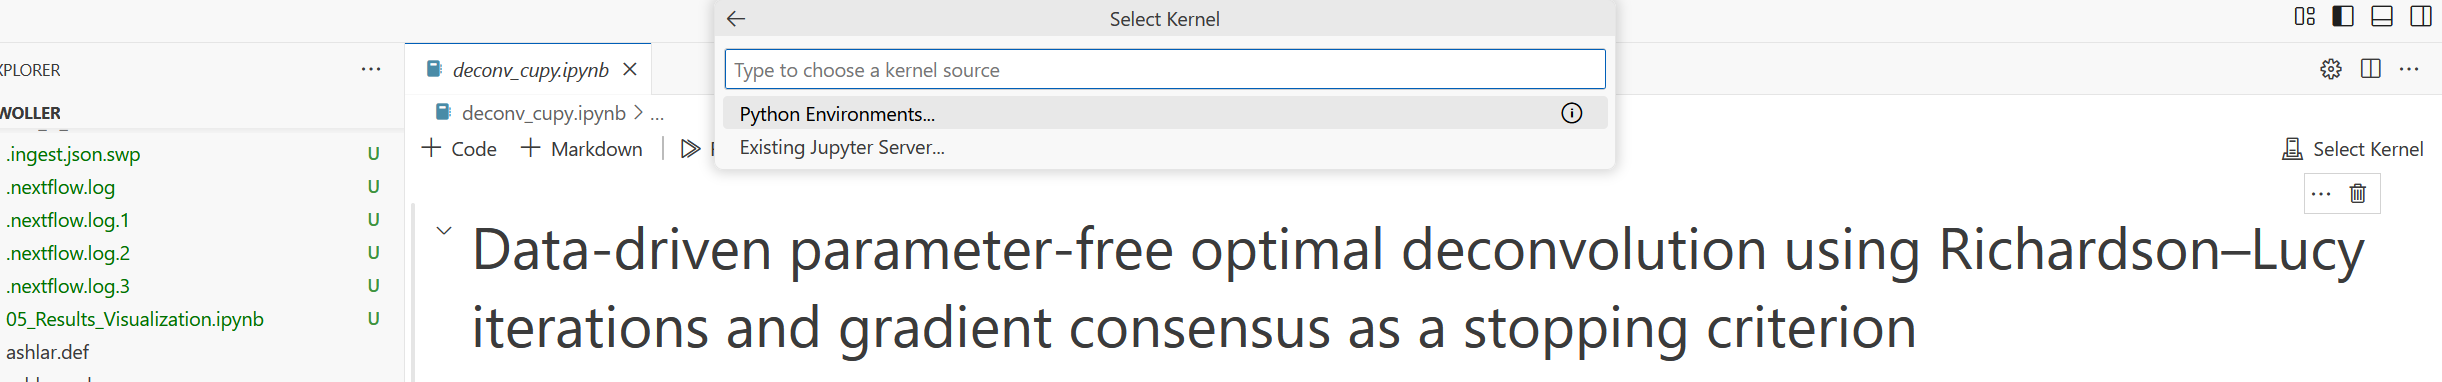 Select Kernel
Type to choose a kernel source
Python Environments...
Existing Jupyter Server...
XPLORER
WOLLER
.ingest.json.swp U
.nextflow.log U
.nextflow.log.1 U
.nextflow.log.2 U
.nextflow.log.3 U
05_Results_Visualization.ipynb U
ashlar.def
deconv_cupy.ipynb
deconv_cupy.ipynb > ...
+ Code + Markdown
Select Kernel
Data-driven parameter-free optimal deconvolution using Richardson–Lucy
iterations and gradient consensus as a stopping criterion